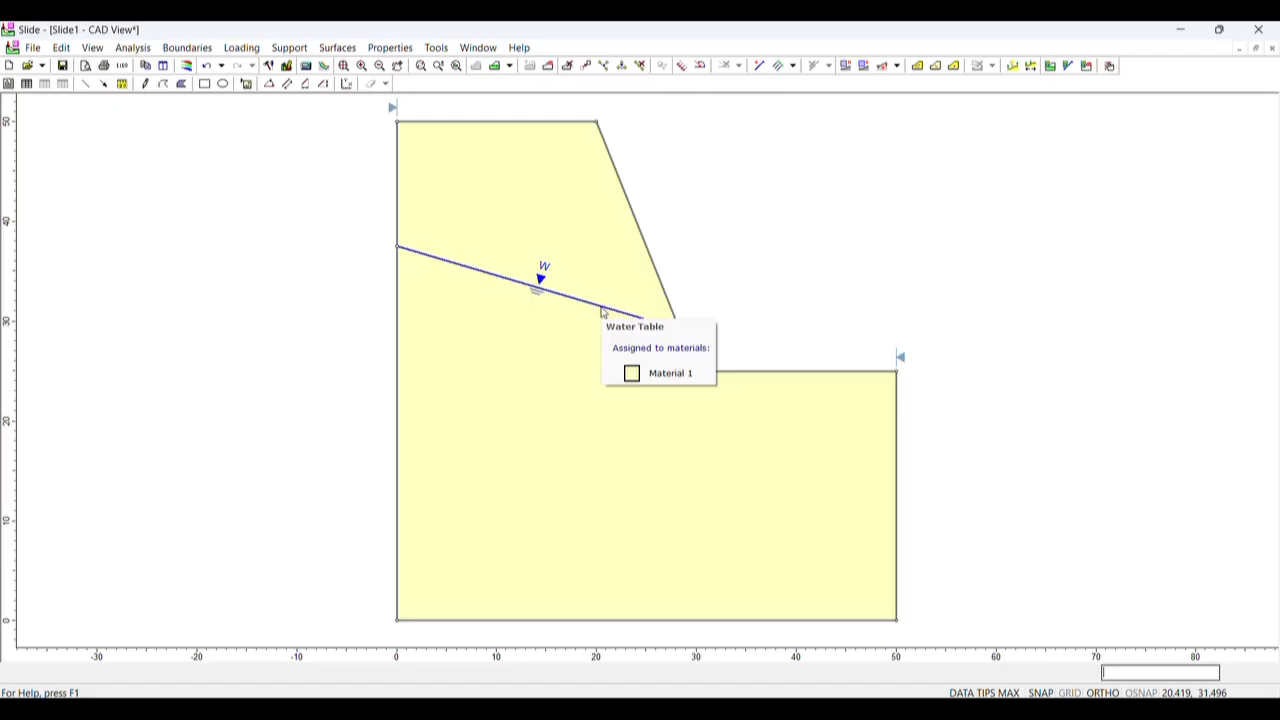 Slide - [Slide1 - CAD View*]
File Edit View Analysis Boundaries Loading Support Surfaces Properties Tools Window Help
50
40
30
20
10
0
W
Water Table
Assigned to materials:
Material 1
-30 -20 -10 0 10 20 30 40 50 60 70 80
For Help, press F1
DATA TIPS MAX SNAP GRID ORTHO OSNAP 20.419, 31.496